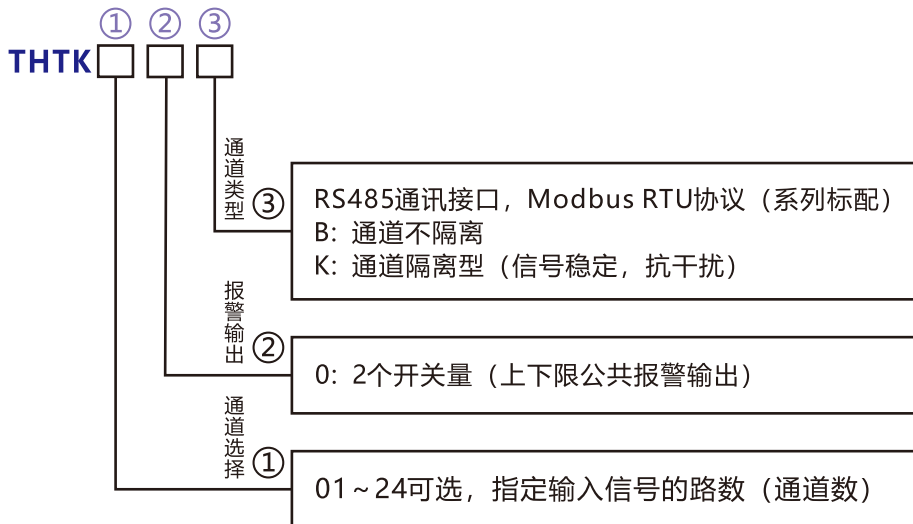 ① ② ③
THTK
通道类型
③
RS485通讯接口，Modbus RTU协议（系列标配）
B：通道不隔离
K：通道隔离型（信号稳定，抗干扰）
报警输出
②
0：2个开关量（上下限公共报警输出）
通道选择
①
01~24可选，指定输入信号的路数（通道数）